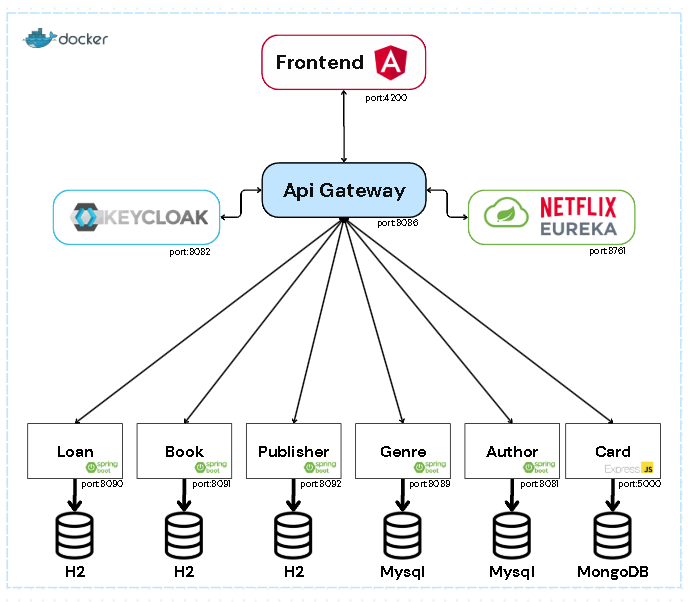 docker
Frontend
port:4200
Api Gateway
port:8086
KEYCLOAK
port:8082
NETFLIX
EUREKA
port:8761
Loan
spring
boot
port:8090
Book
spring
boot
port:8091
Publisher
spring
boot
port:8092
Genre
spring
boot
port:8089
Author
spring
boot
port:8081
Card
Express JS
port:5000
H2
H2
H2
Mysql
Mysql
MongoDB